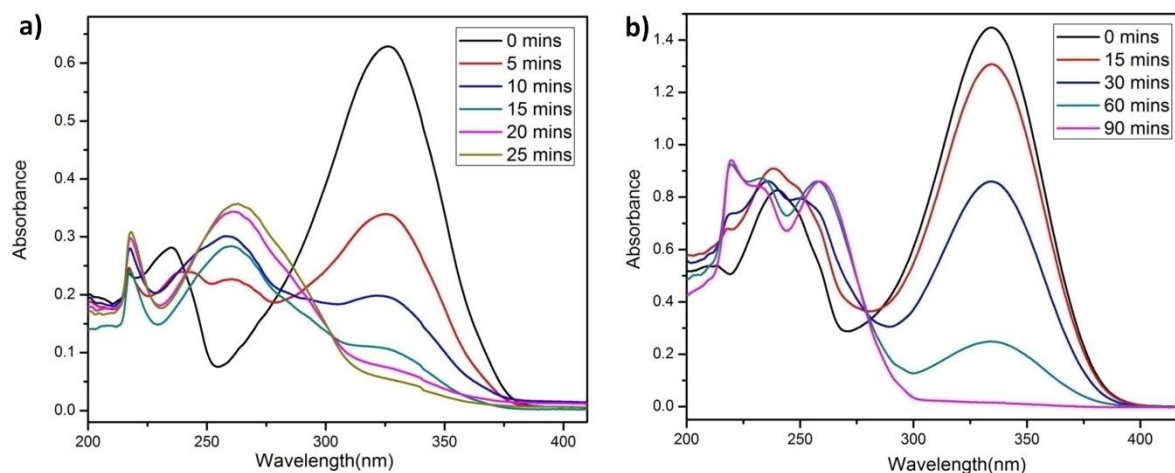 a)
0 mins
5 mins
10 mins
15 mins
20 mins
25 mins
Absorbance
0.6
0.5
0.4
0.3
0.2
0.1
0.0
200
250
300
350
400
Wavelength(nm)
b)
0 mins
15 mins
30 mins
60 mins
90 mins
Absorbance
1.4
1.2
1.0
0.8
0.6
0.4
0.2
0.0
200
250
300
350
400
Wavelength(nm)